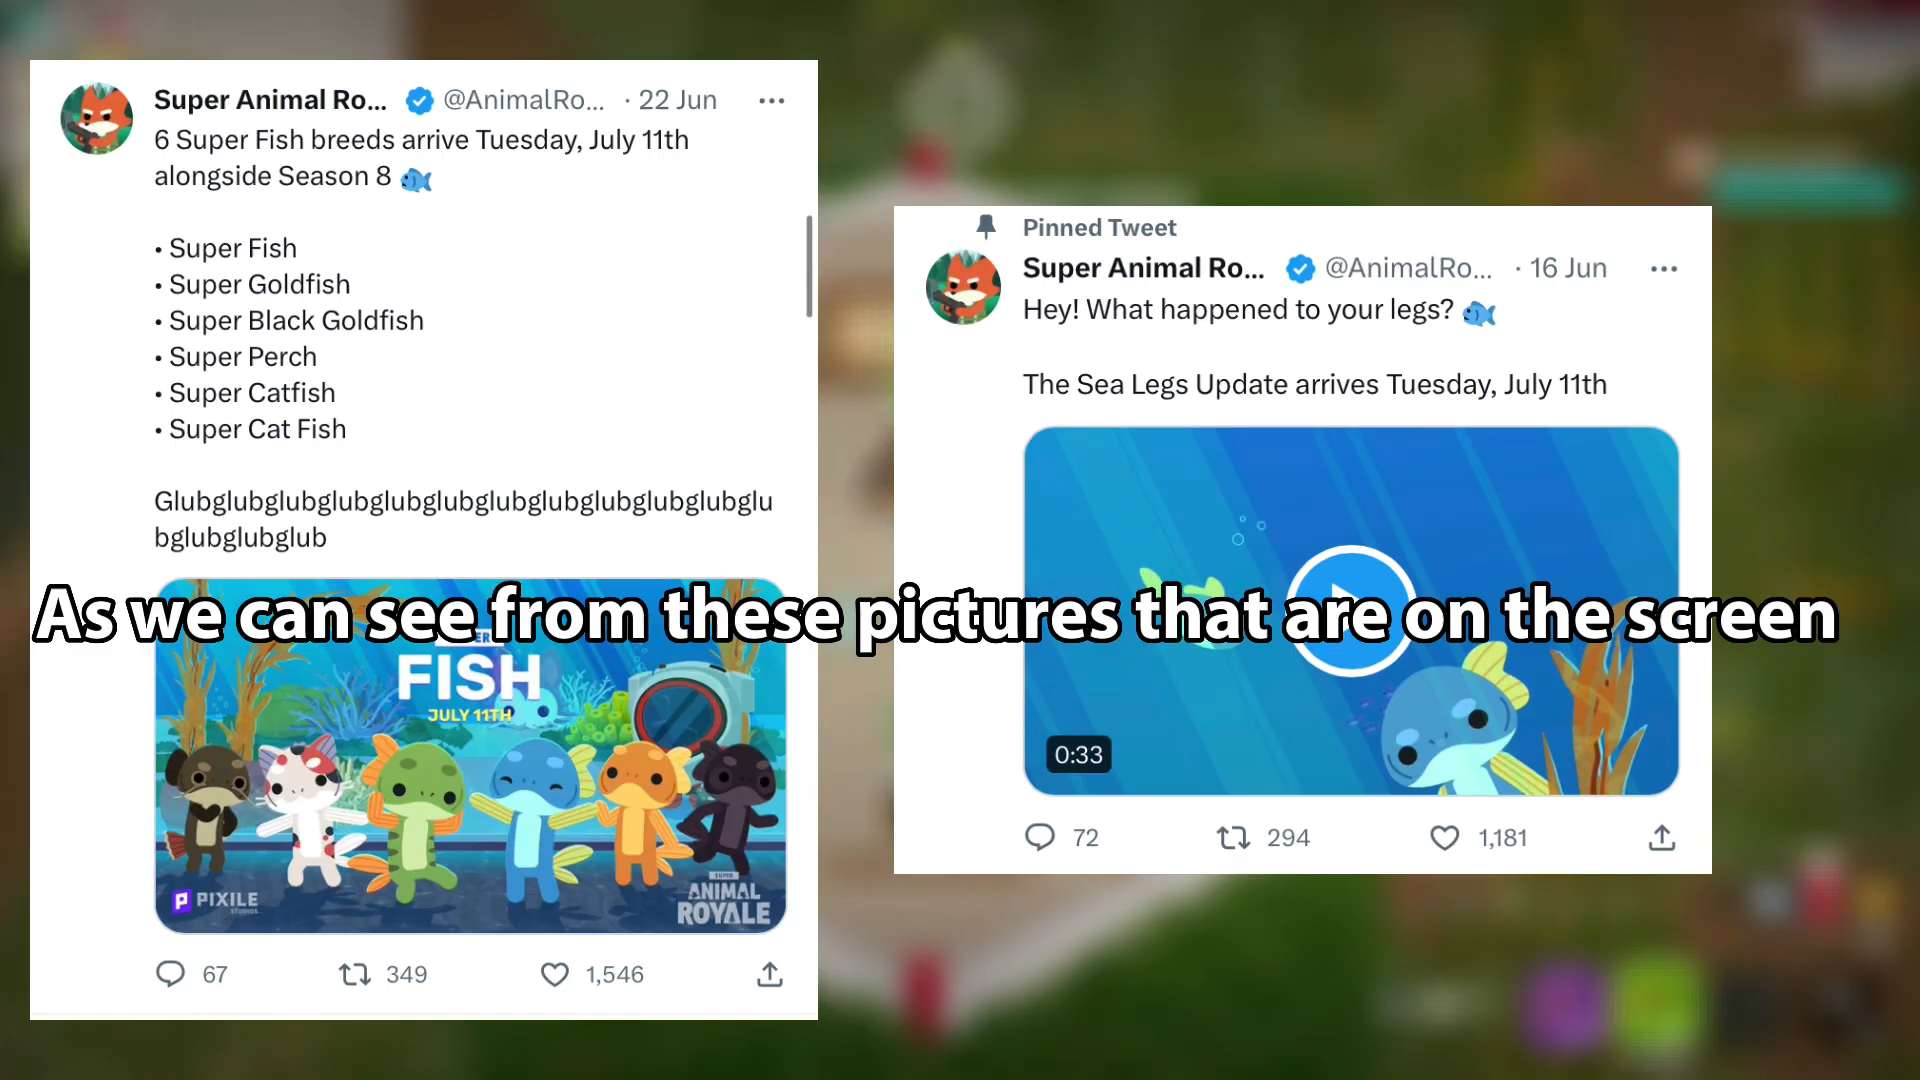 Super Animal Ro... @AnimalRo... · 22 Jun
6 Super Fish breeds arrive Tuesday, July 11th
alongside Season 8
• Super Fish
• Super Goldfish
• Super Black Goldfish
• Super Perch
• Super Catfish
• Super Cat Fish
Glubglubglubglubglubglubglubglubglubglubglubglu
bglubglubglub
FISH
JULY 11TH
PIXILE
STUDIOS
SUPER
ANIMAL
ROYALE
67 349 1,546
Pinned Tweet
Super Animal Ro... @AnimalRo... · 16 Jun
Hey! What happened to your legs?
The Sea Legs Update arrives Tuesday, July 11th
0:33
72 294 1,181
As we can see from these pictures that are on the screen